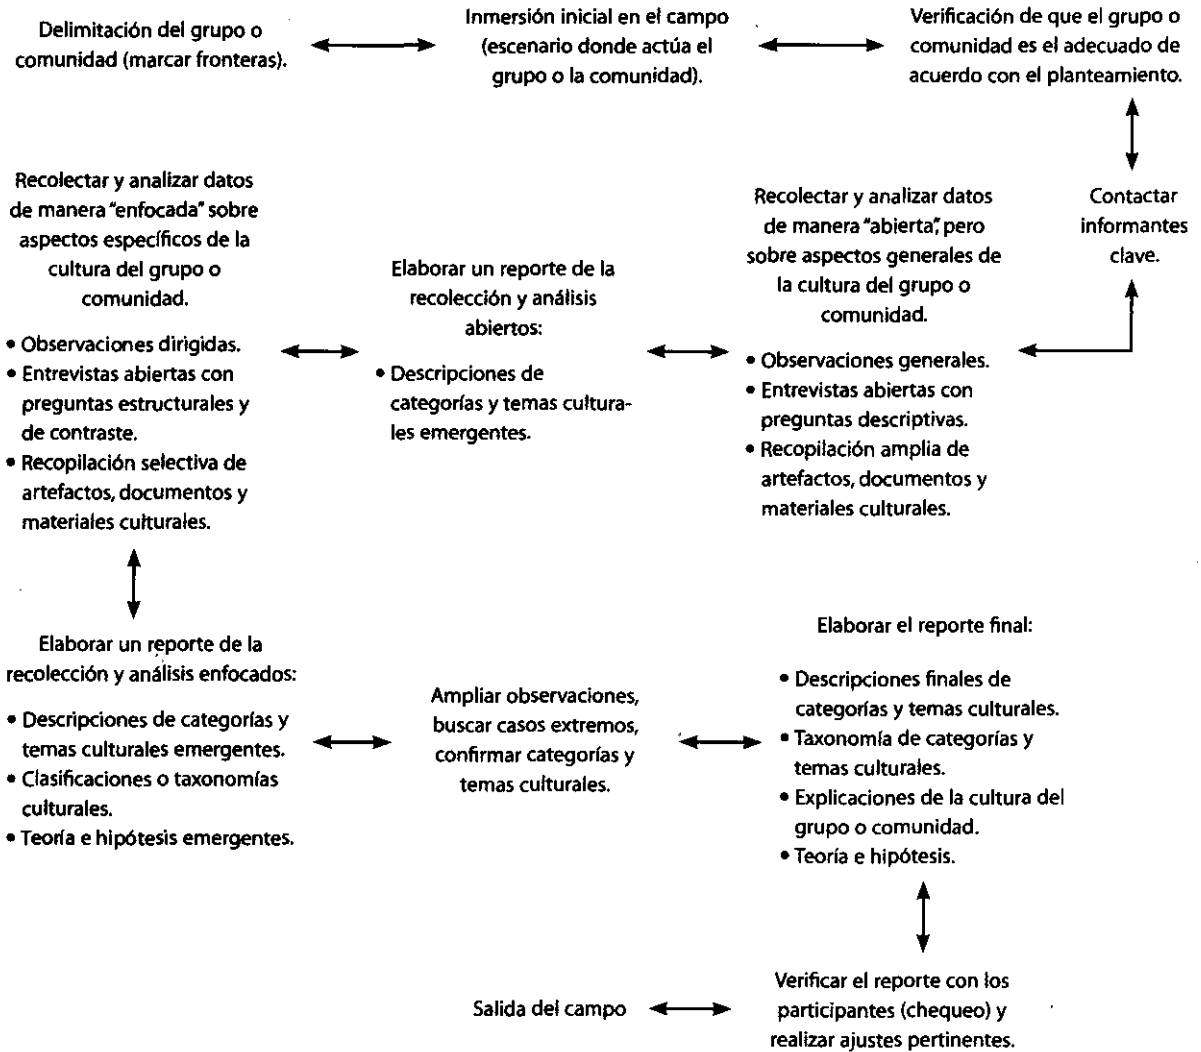 Delimitación del grupo o
comunidad (marcar fronteras).
Inmersión inicial en el campo
(escenario donde actúa el
grupo o la comunidad).
Verificación de que el grupo o
comunidad es el adecuado de
acuerdo con el planteamiento.
Contactar
informantes
clave.
Recolectar y analizar datos
de manera "abierta", pero
sobre aspectos generales de
la cultura del grupo o
comunidad.
• Observaciones generales.
• Entrevistas abiertas con
preguntas descriptivas.
• Recopilación amplia de
artefactos, documentos y
materiales culturales.
Elaborar un reporte de la
recolección y análisis
abiertos:
• Descripciones de
categorías y temas cultura-
les emergentes.
Recolectar y analizar datos
de manera "enfocada" sobre
aspectos específicos de la
cultura del grupo o
comunidad.
• Observaciones dirigidas.
• Entrevistas abiertas con
preguntas estructurales y
de contraste.
• Recopilación selectiva de
artefactos, documentos y
materiales culturales.
Elaborar un reporte de la
recolección y análisis enfocados:
• Descripciones de categorías y
temas culturales emergentes.
• Clasificaciones o taxonomías
culturales.
• Teoría e hipótesis emergentes.
Ampliar observaciones,
buscar casos extremos,
confirmar categorías y
temas culturales.
Elaborar el reporte final:
• Descripciones finales de
categorías y temas culturales.
• Taxonomía de categorías y
temas culturales.
• Explicaciones de la cultura del
grupo o comunidad.
• Teoría e hipótesis.
Verificar el reporte con los
participantes (chequeo) y
realizar ajustes pertinentes.
Salida del campo